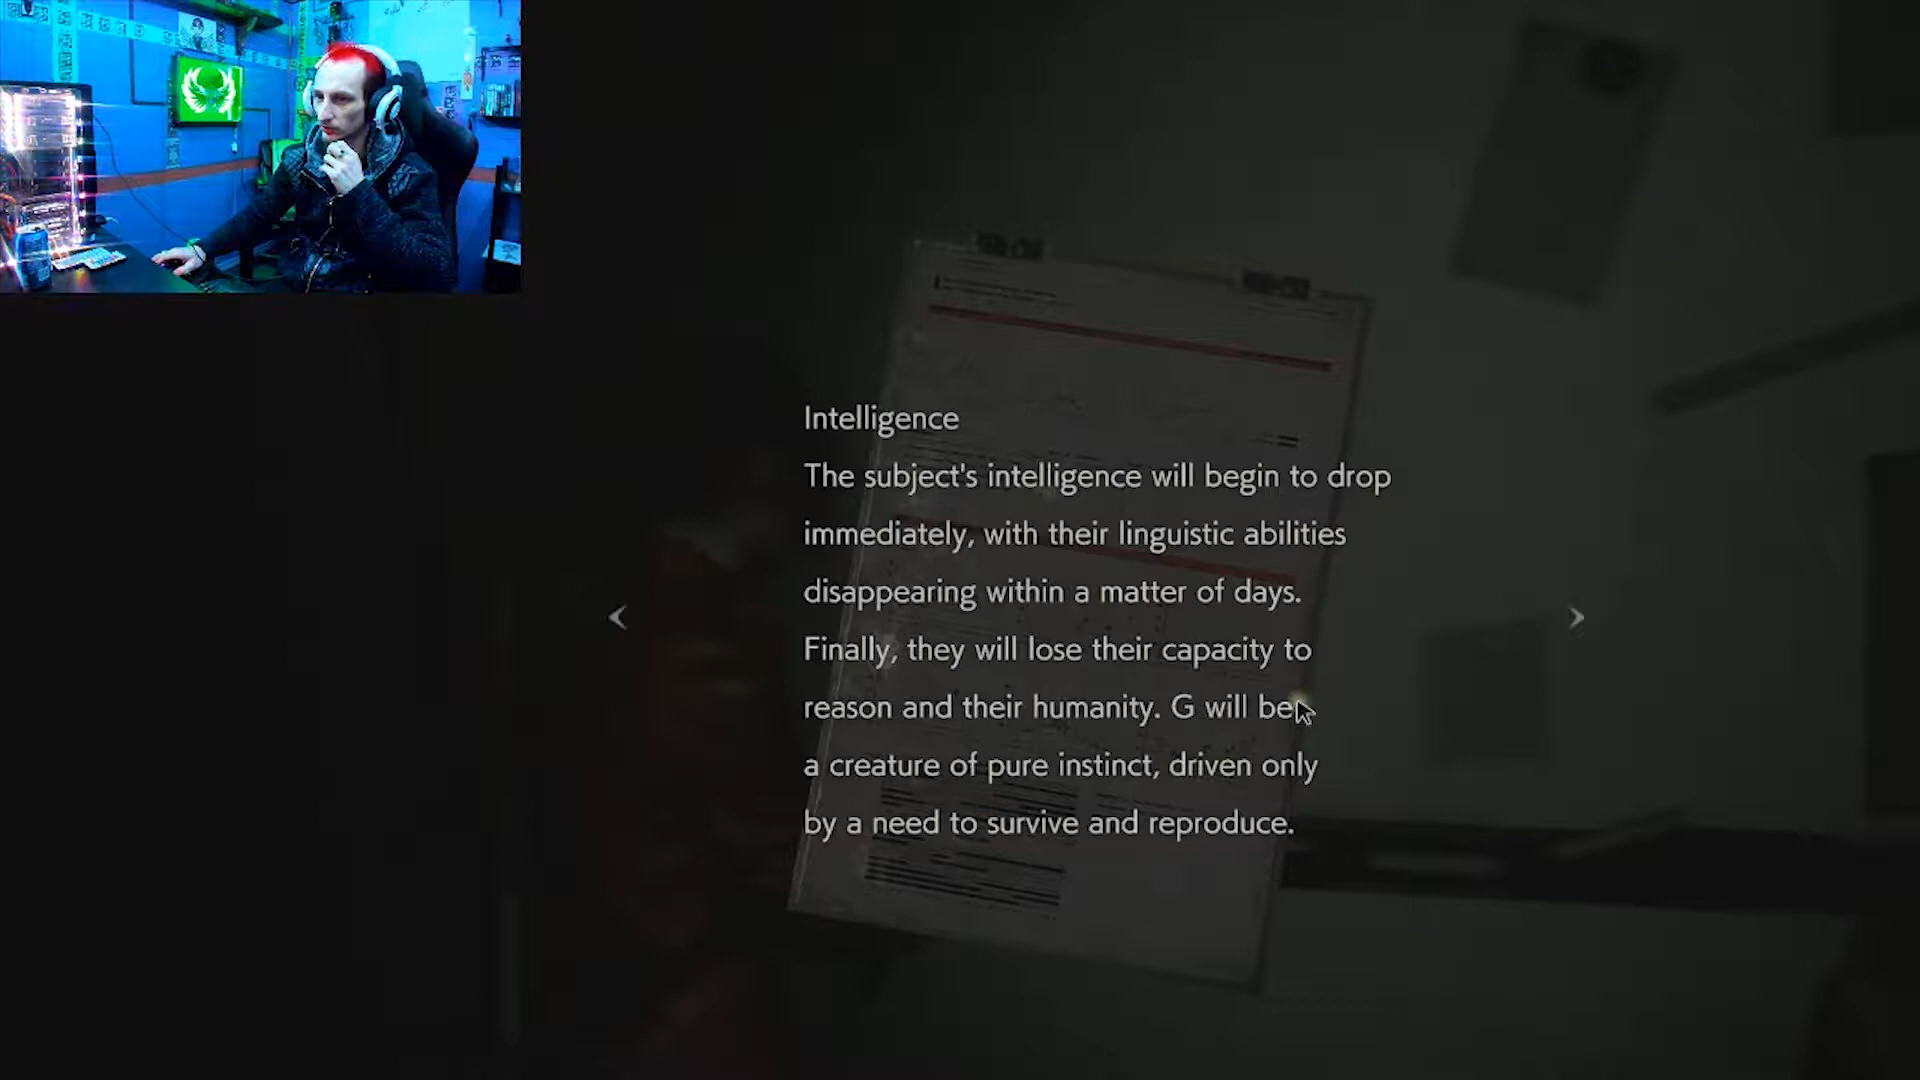 Intelligence
The subject's intelligence will begin to drop
immediately, with their linguistic abilities
disappearing within a matter of days.
Finally, they will lose their capacity to
reason and their humanity. G will be
a creature of pure instinct, driven only
by a need to survive and reproduce.